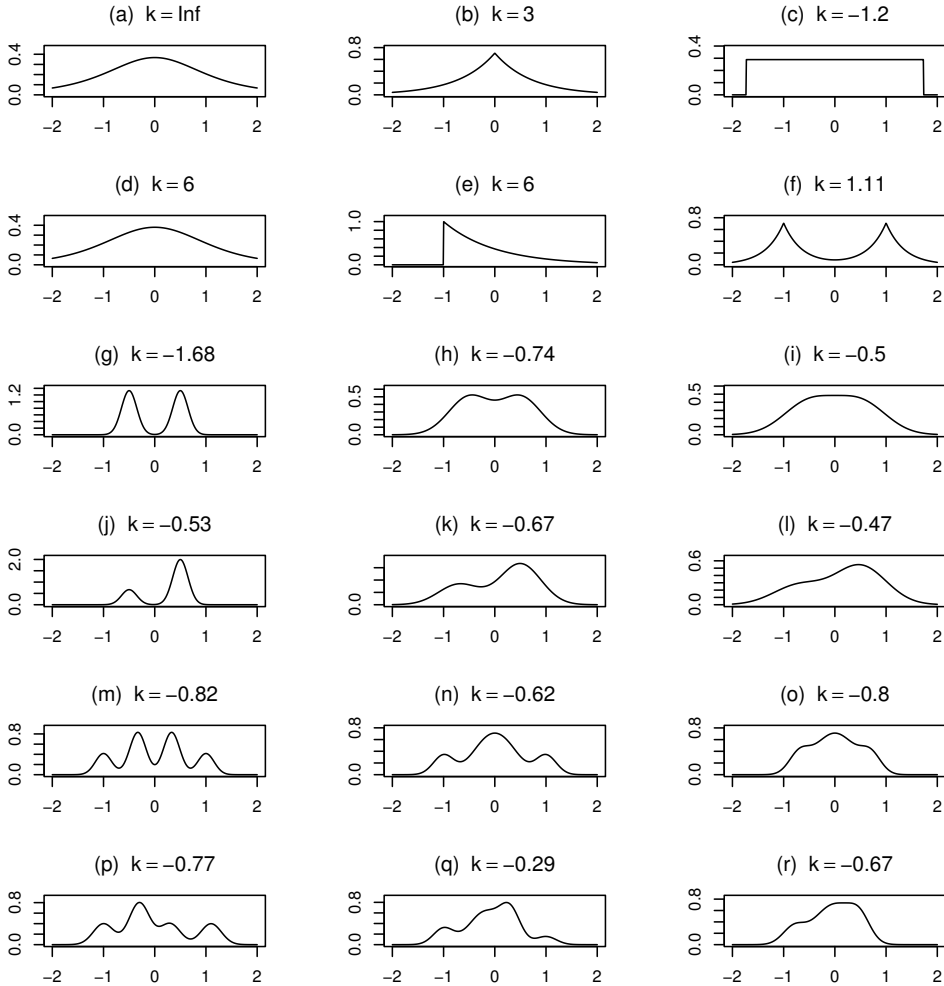 (a) k = Inf
(b) k = 3
(c) k = −1.2
0.0 0.4
−2 −1 0 1 2
0.0 0.8
−2 −1 0 1 2
0.0 0.4
−2 −1 0 1 2
(d) k = 6
(e) k = 6
(f) k = 1.11
0.0 0.4
−2 −1 0 1 2
0.0 1.0
−2 −1 0 1 2
0.0 0.8
−2 −1 0 1 2
(g) k = −1.68
(h) k = −0.74
(i) k = −0.5
0.0 1.2
−2 −1 0 1 2
0.0 0.5
−2 −1 0 1 2
0.0 0.5
−2 −1 0 1 2
(j) k = −0.53
(k) k = −0.67
(l) k = −0.47
0.0 2.0
−2 −1 0 1 2
0.0
−2 −1 0 1 2
0.0 0.6
−2 −1 0 1 2
(m) k = −0.82
(n) k = −0.62
(o) k = −0.8
0.0 0.8
−2 −1 0 1 2
0.0 0.8
−2 −1 0 1 2
0.0 0.8
−2 −1 0 1 2
(p) k = −0.77
(q) k = −0.29
(r) k = −0.67
0.0 0.8
−2 −1 0 1 2
0.0 0.8
−2 −1 0 1 2
0.0 0.8
−2 −1 0 1 2